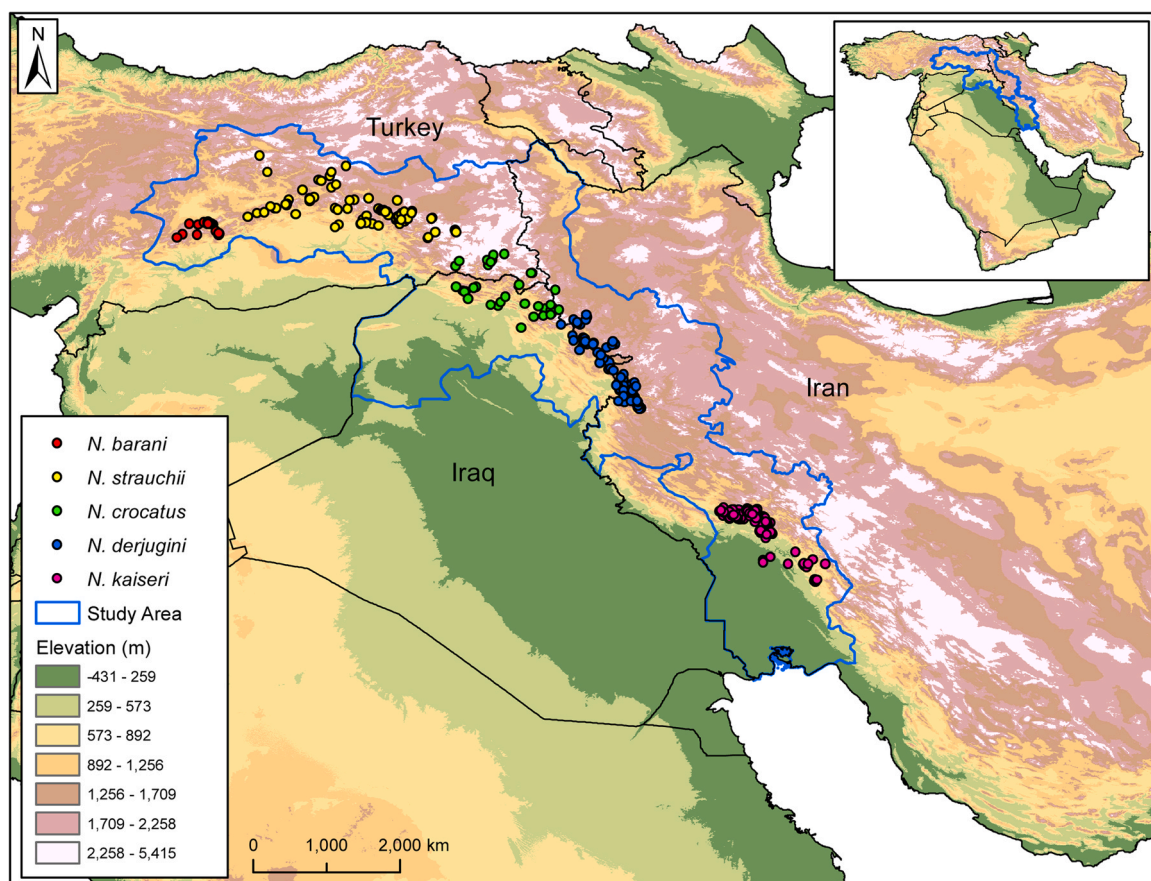 N
Turkey
Iran
Iraq
N. barani
N. strauchii
N. crocatus
N. derjugini
N. kaiseri
Study Area
Elevation (m)
-431 - 259
259 - 573
573 - 892
892 - 1,256
1,256 - 1,709
1,709 - 2,258
2,258 - 5,415
0 1,000 2,000 km